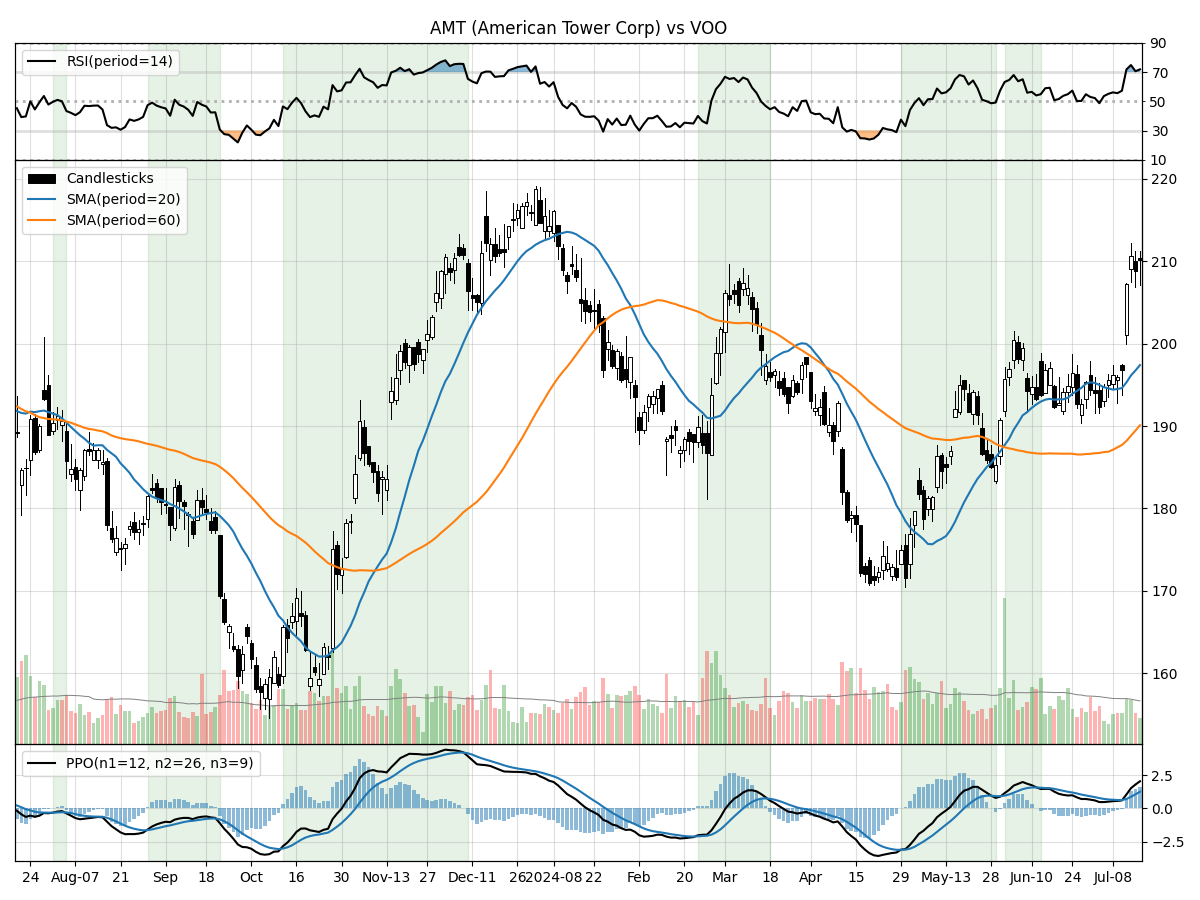 AMT (American Tower Corp) vs VOO
RSI(period=14)
90
70
50
30
10
Candlesticks
SMA(period=20)
SMA(period=60)
220
210
200
190
180
170
160
PPO(n1=12, n2=26, n3=9)
2.5
0.0
−2.5
24 Aug-07 21 Sep 18 Oct 16 30 Nov-13 27 Dec-11 26 2024-08 22 Feb 20 Mar 18 Apr 15 29 May-13 28 Jun-10 24 Jul-08